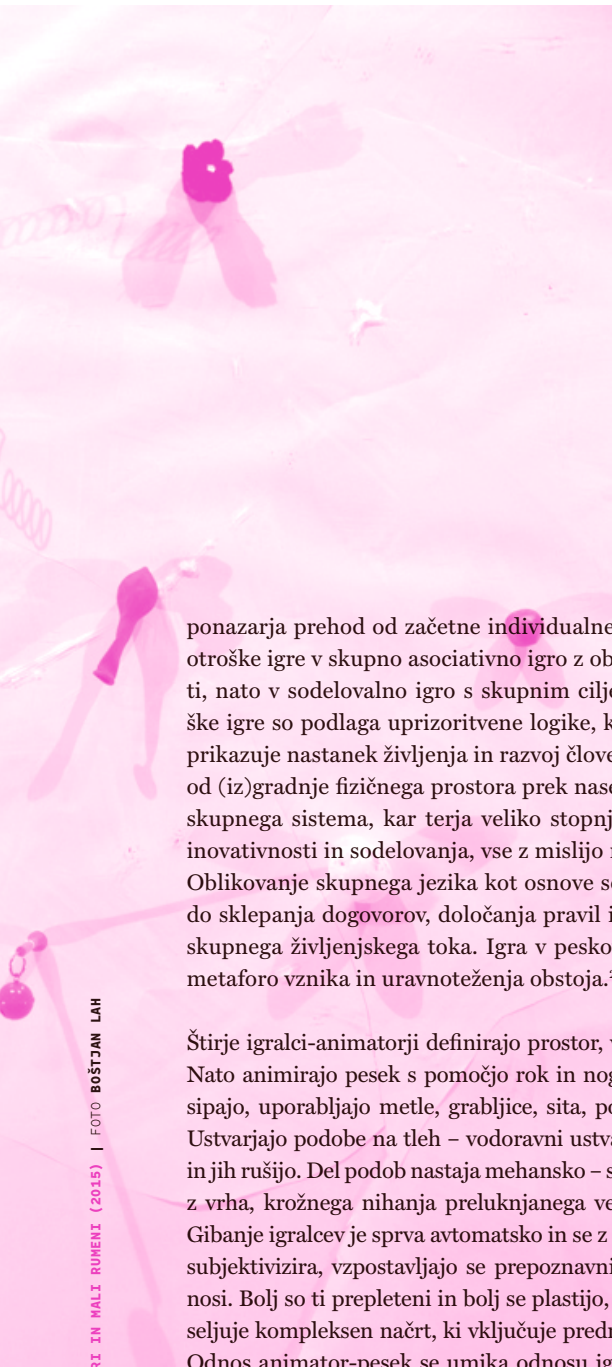 ponazarja prehod od začetne individualne
otroške igre v skupno asociativno igro z ob
ti, nato v sodelovalno igro s skupnim cilje
ške igre so podlaga uprizoritvene logike, k
prikazuje nastanek življenja in razvoj člove
od (iz)gradnje fizičnega prostora prek nase
skupnega sistema, kar terja veliko stopnj
inovativnosti in sodelovanja, vse z mislijo
Oblikovanje skupnega jezika kot osnove
do sklepanja dogovorov, določanja pravil i
skupnega življenjskega toka. Igra v pesko
metaforo vznika in uravnoteženja obstoja.
Štirje igralci-animatorji definirajo prostor,
Nato animirajo pesek s pomočjo rok in nog
sipajo, uporabljajo metle, grabljice, sita, po
Ustvarjajo podobe na tleh – vodoravni ustva
in jih rušijo. Del podob nastaja mehansko – s
z vrha, krožnega nihanja preluknjanega ve
Gibanje igralcev je sprva avtomatsko in se z
subjektivizira, vzpostavljajo se prepoznavni
nosi. Bolj so ti prepleteni in bolj se plastijo,
seljuje kompleksen načrt, ki vključuje predr
Odnos animator-pesek se umika odnosu ig
RI IN MALI RUMENI (2015) | FOTO BOŠTJAN LAH